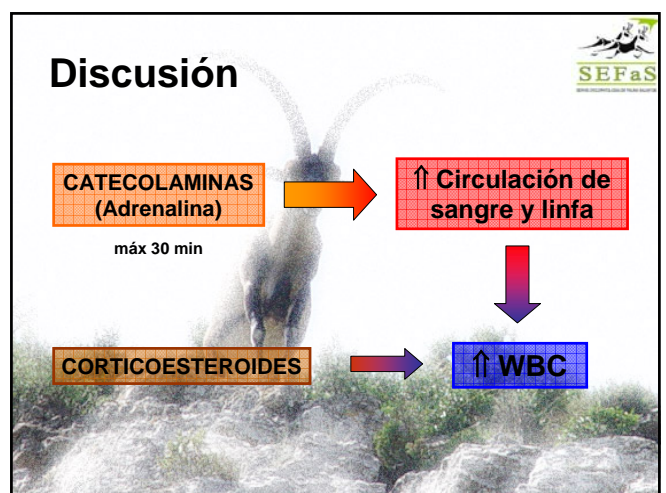 Discusión
SEFaS
CATECOLAMINAS
(Adrenalina)
⇑ Circulación de
sangre y linfa
máx 30 min
CORTICOESTEROIDES
⇑ WBC